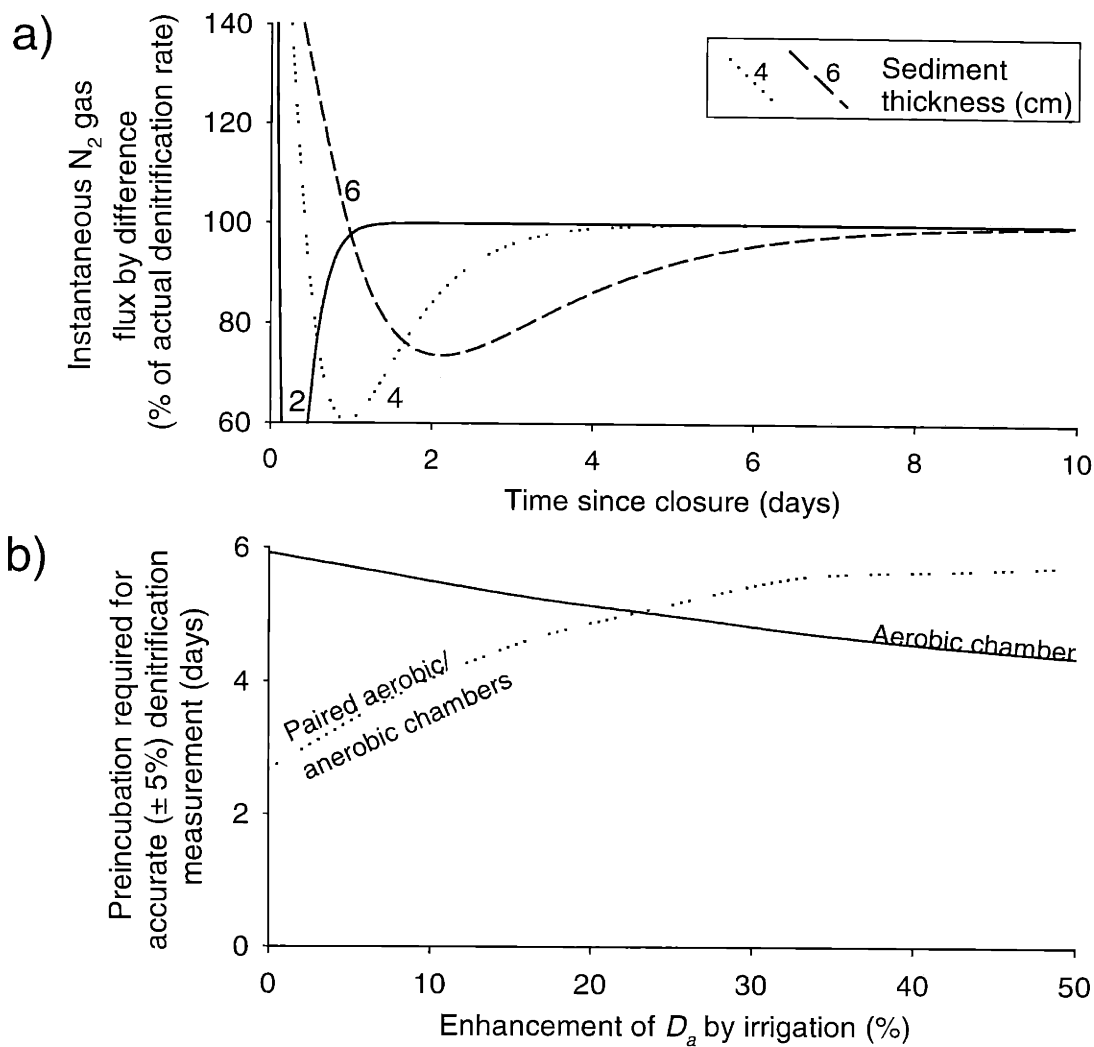 a)
Instantaneous N2 gas
flux by difference
(% of actual denitrification rate)
140
120
100
80
60
4 6 Sediment
thickness (cm)
6
2
4
0 2 4 6 8 10
Time since closure (days)
b)
Preincubation required for
accurate (± 5%) denitrification
measurement (days)
6
4
2
0
Aerobic chamber
Paired aerobic/
anerobic chambers
0 10 20 30 40 50
Enhancement of Da by irrigation (%)